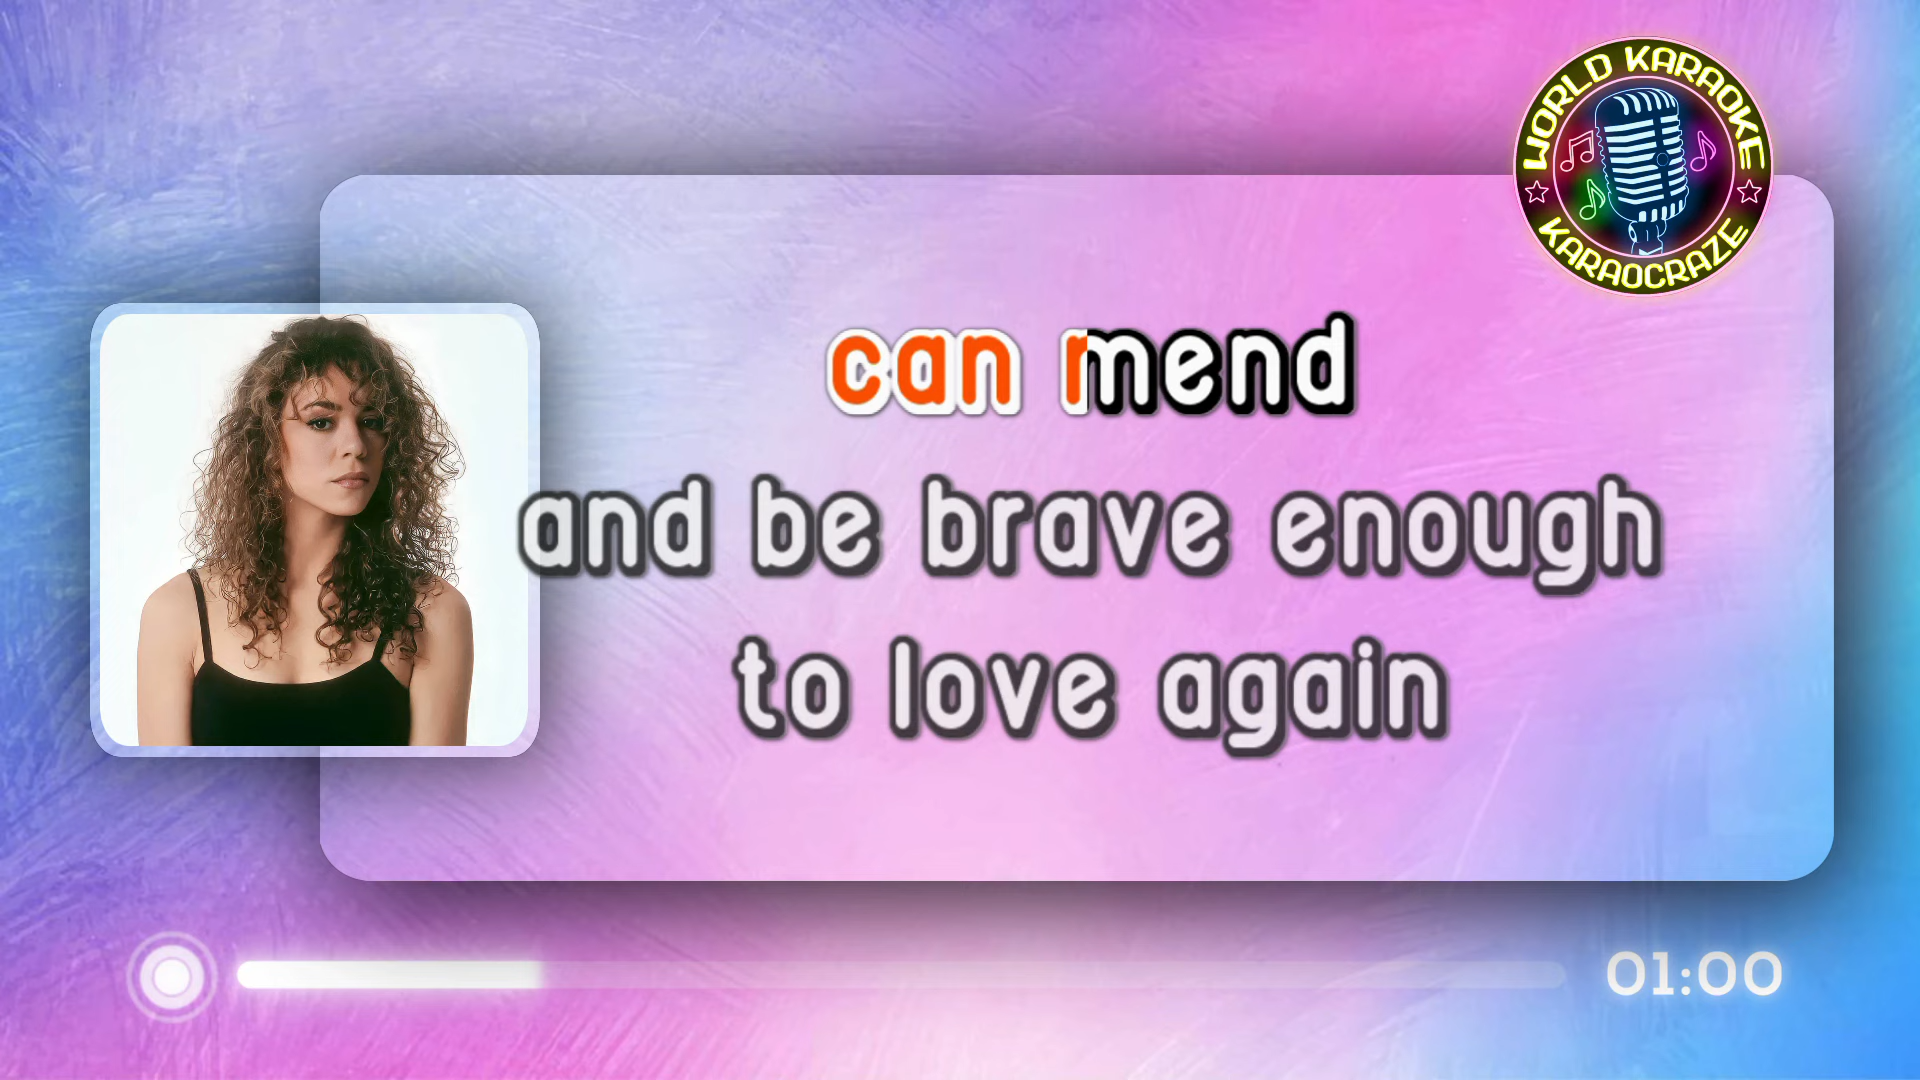 WORLD KARAOKE
KARAOCRAZE
can mend
and be brave enough
to love again
01:00